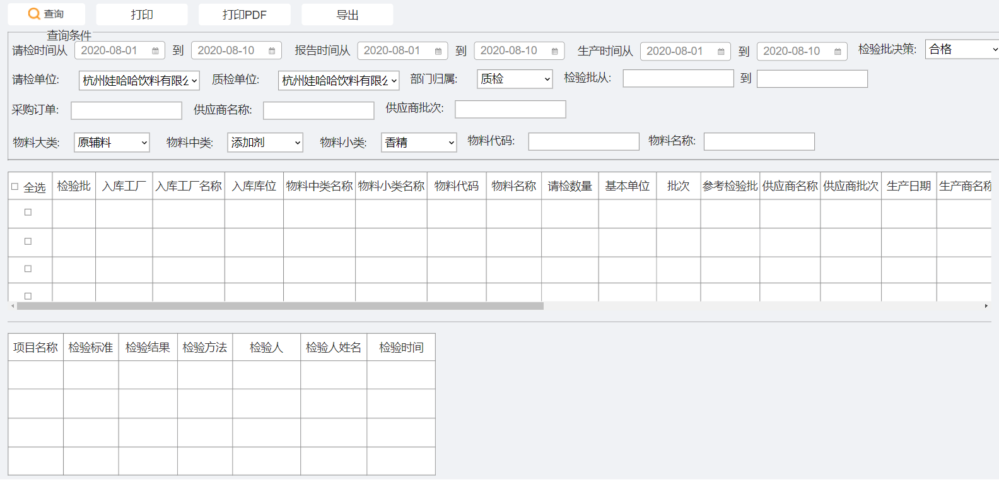 查询 打印 打印PDF 导出
查询条件
请检时间从 2020-08-01 到 2020-08-10 报告时间从 2020-08-01 到 2020-08-10 生产时间从 2020-08-01 到 2020-08-10 检验批决策: 合格
请检单位: 杭州娃哈哈饮料有限公 质检单位: 杭州娃哈哈饮料有限公 部门归属: 质检 检验批从: 到
采购订单: 供应商名称: 供应商批次:
物料大类: 原辅料 物料中类: 添加剂 物料小类: 香精 物料代码: 物料名称:
全选 检验批 入库工厂 入库工厂名称 入库库位 物料中类名称 物料小类名称 物料代码 物料名称 请检数量 基本单位 批次 参考检验批 供应商名称 供应商批次 生产日期 生产商名称
项目名称 检验标准 检验结果 检验方法 检验人 检验人姓名 检验时间